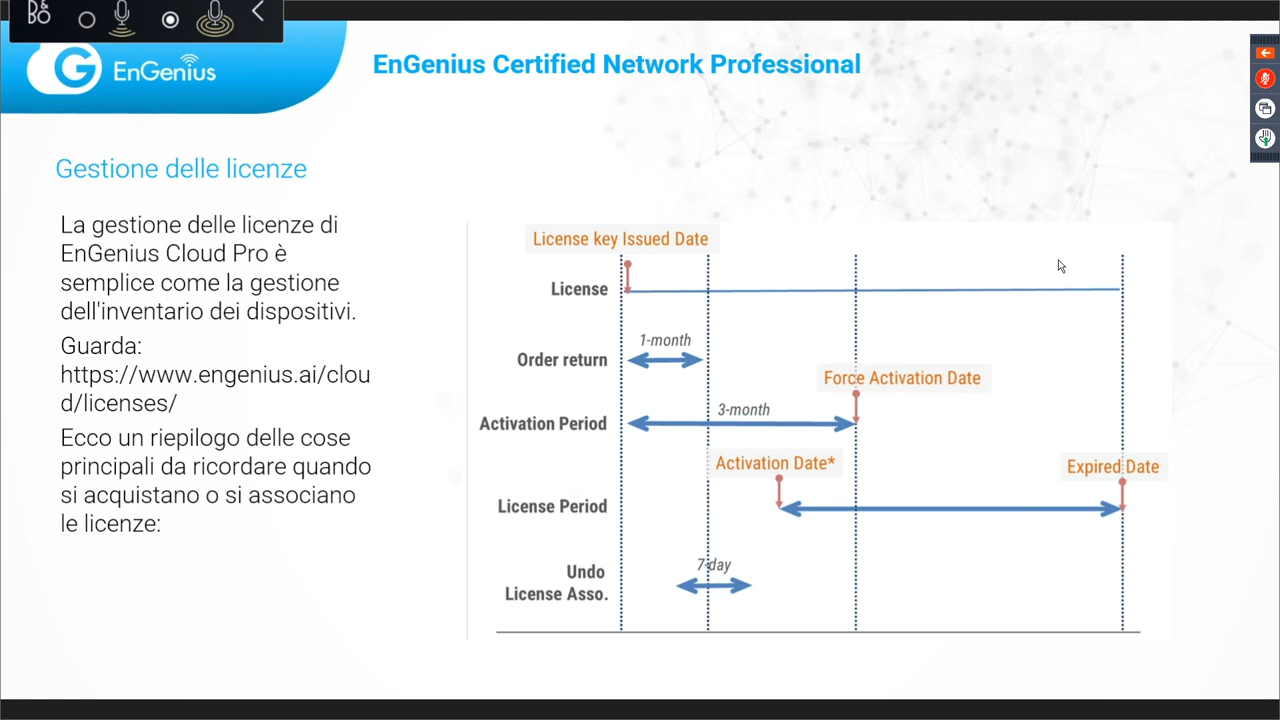 EnGenius
EnGenius Certified Network Professional
Gestione delle licenze
La gestione delle licenze di
EnGenius Cloud Pro è
semplice come la gestione
dell'inventario dei dispositivi.
Guarda:
https://www.engenius.ai/clou
d/licenses/
Ecco un riepilogo delle cose
principali da ricordare quando
si acquistano o si associano
le licenze:
License key Issued Date
License
1-month
Order return
Force Activation Date
3-month
Activation Period
Activation Date*
Expired Date
License Period
7-day
Undo
License Asso.